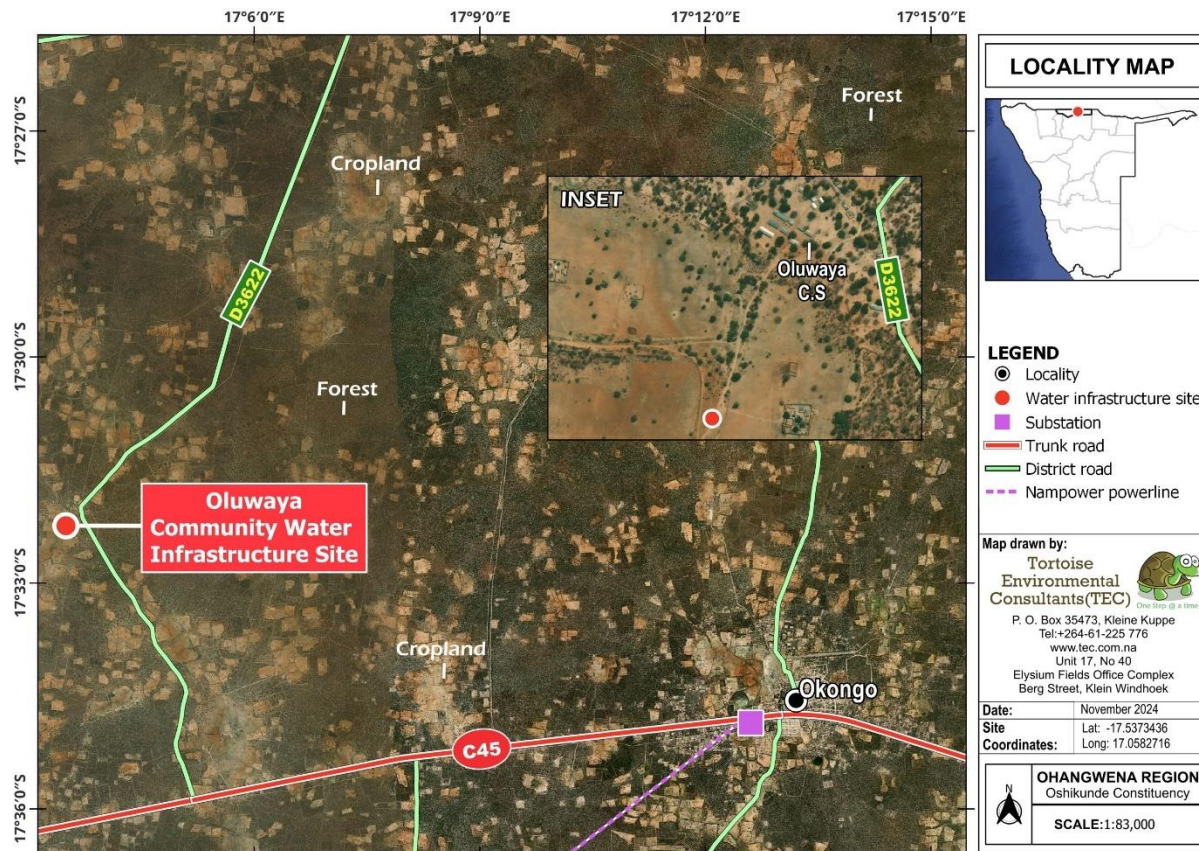 17°6'0"E
17°9'0"E
17°12'0"E
17°15'0"E
17°27'0"S
17°30'0"S
17°33'0"S
17°36'0"S
Forest
Cropland
INSET
Oluwaya
C.S
D3622
D3622
Forest
Oluwaya
Community Water
Infrastructure Site
Cropland
Okongo
C45
LOCALITY MAP
LEGEND
Locality
Water infrastructure site
Substation
Trunk road
District road
Nampower powerline
Map drawn by:
Tortoise
Environmental
Consultants(TEC)
One Step @ a time
P. O. Box 35473, Kleine Kuppe
Tel:+264-61-225 776
www.tec.com.na
Unit 17, No 40
Elysium Fields Office Complex
Berg Street, Klein Windhoek
Date: November 2024
Site Lat: -17.5373436
Coordinates: Long: 17.0582716
N
OHANGWENA REGION
Oshikunde Constituency
SCALE:1:83,000